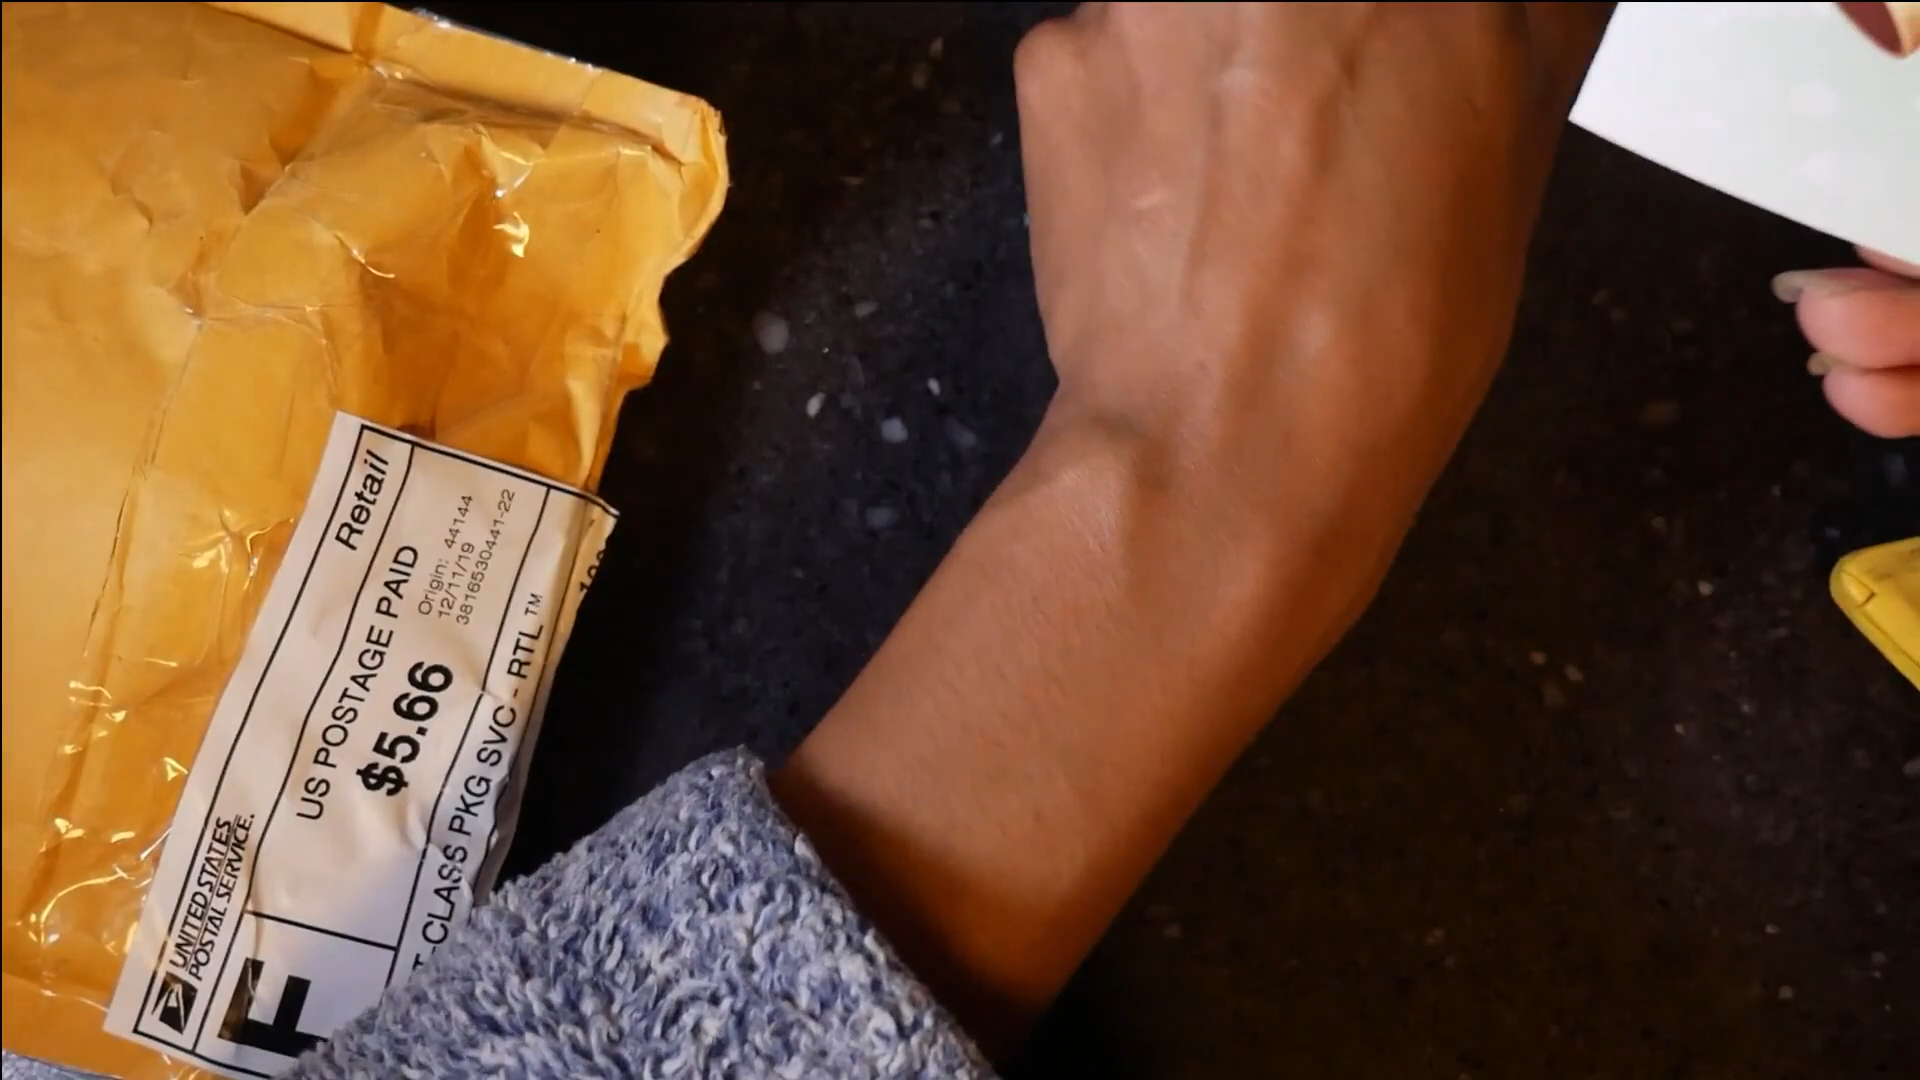 Retail
US POSTAGE PAID
$5.66
Origin: 44144
12/11/19
3816530441-22
UNITED STATES
POSTAL SERVICE.
F
T-CLASS PKG SVC - RTL™